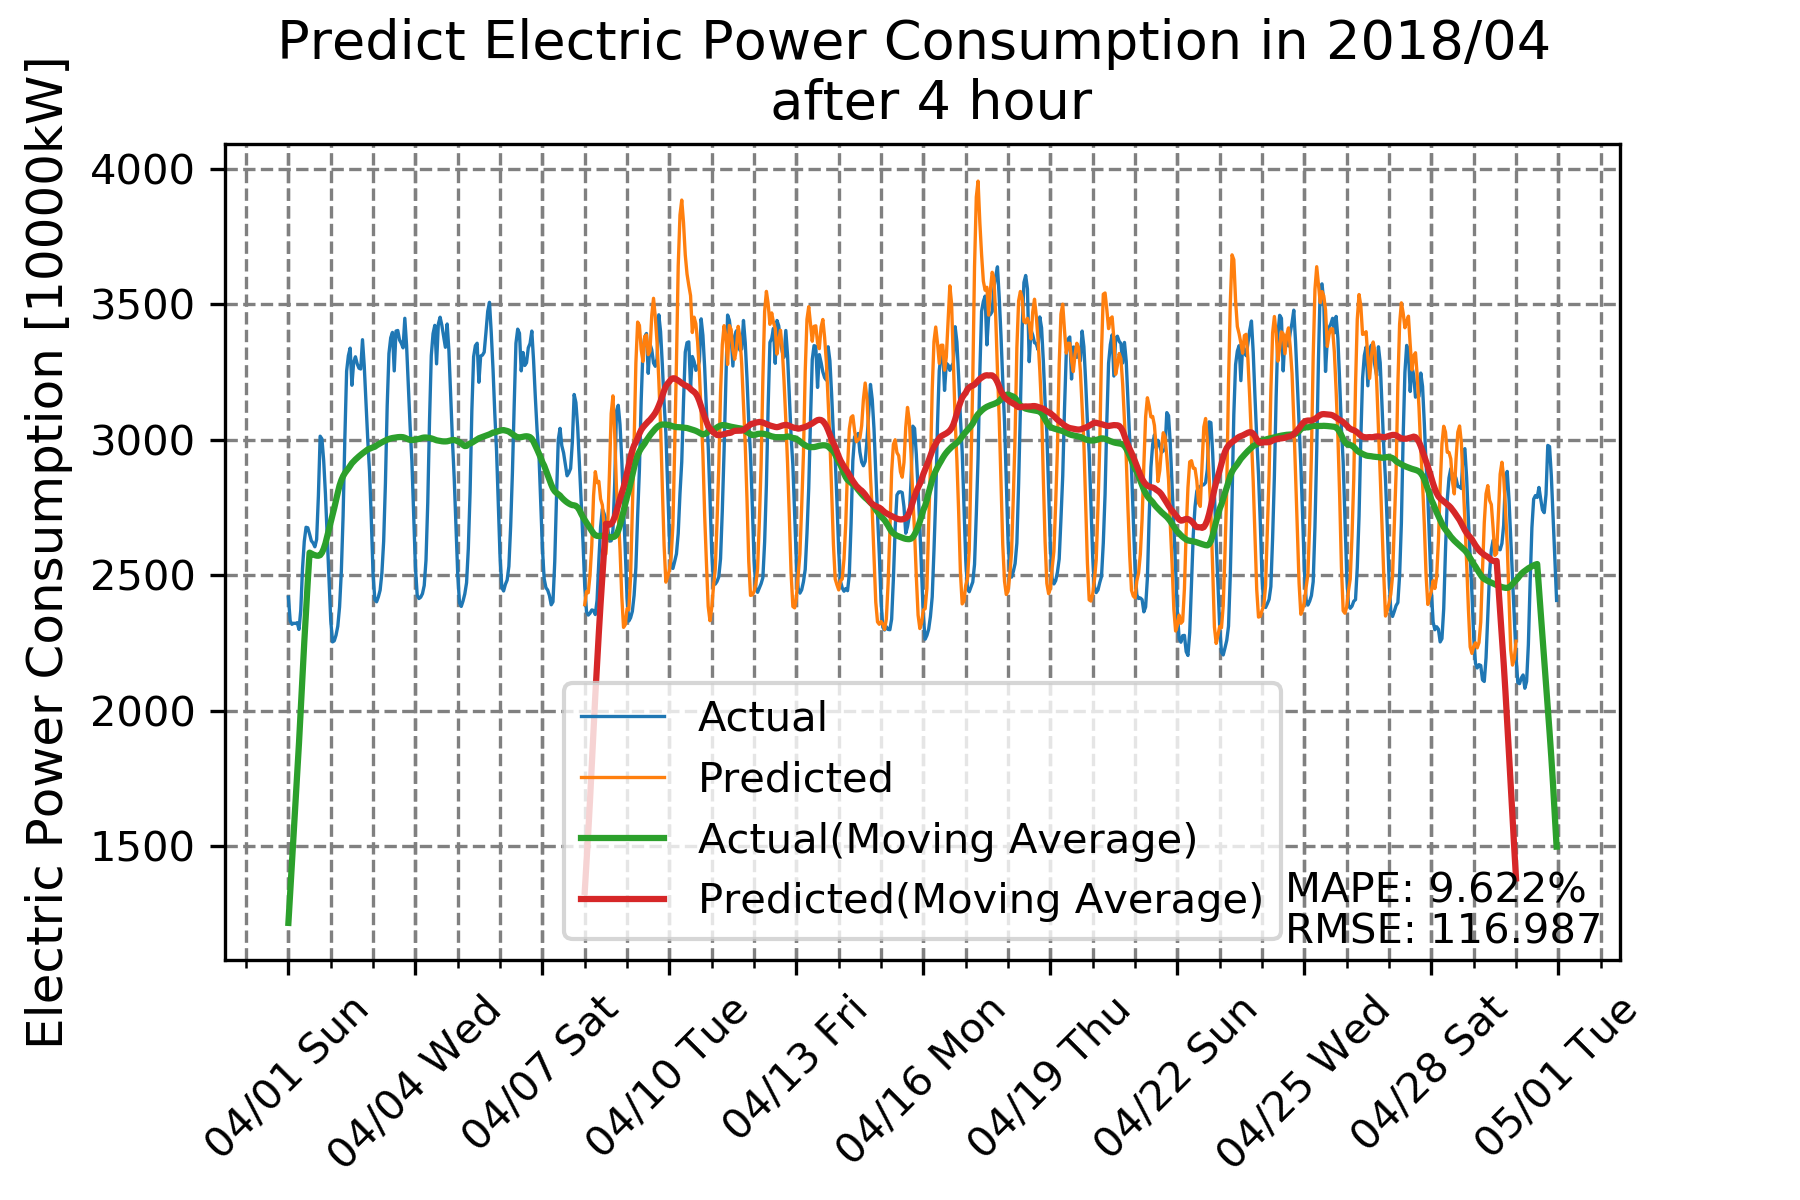 Predict Electric Power Consumption in 2018/04
after 4 hour
Electric Power Consumption [10000kW]
4000
3500
3000
2500
2000
1500
Actual
Predicted
Actual(Moving Average)
Predicted(Moving Average)
MAPE: 9.622%
RMSE: 116.987
04/01 Sun
04/04 Wed
04/07 Sat
04/10 Tue
04/13 Fri
04/16 Mon
04/19 Thu
04/22 Sun
04/25 Wed
04/28 Sat
05/01 Tue